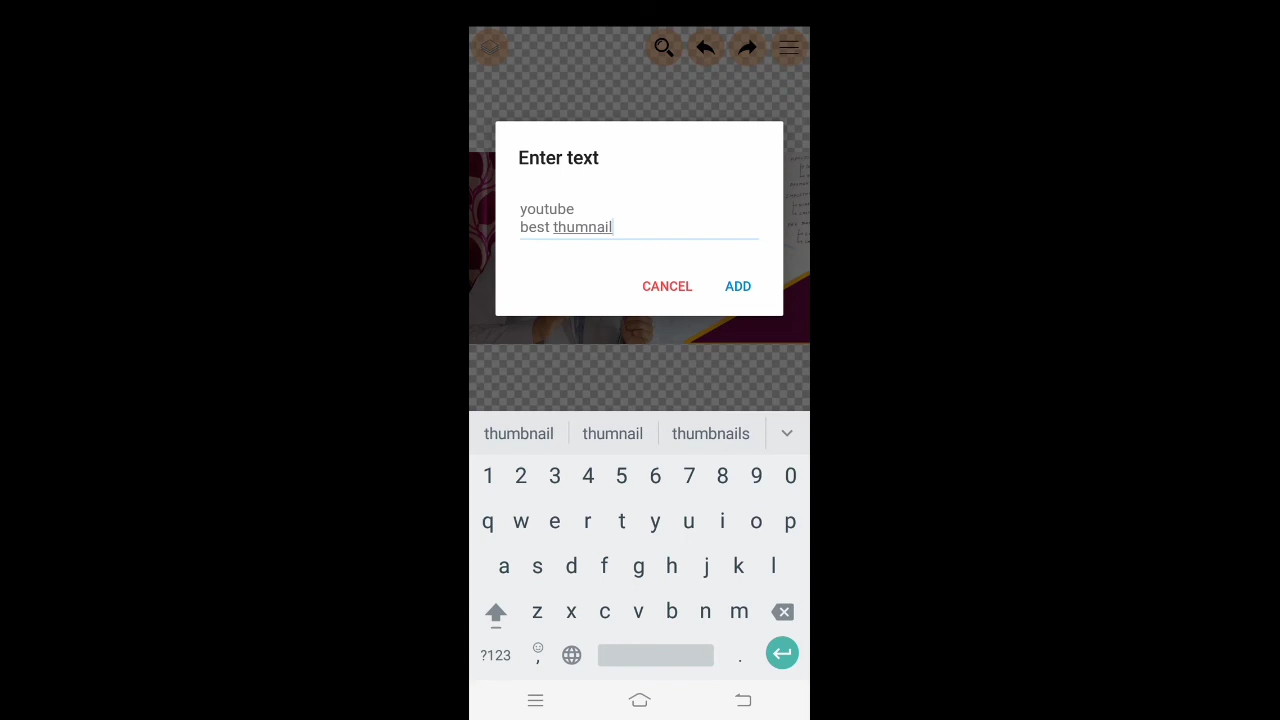 Enter text
youtube
best thumnail
CANCEL ADD
thumbnail thumnail thumbnails
1 2 3 4 5 6 7 8 9 0
q w e r t y u i o p
a s d f g h j k l
z x c v b n m
?123 , .